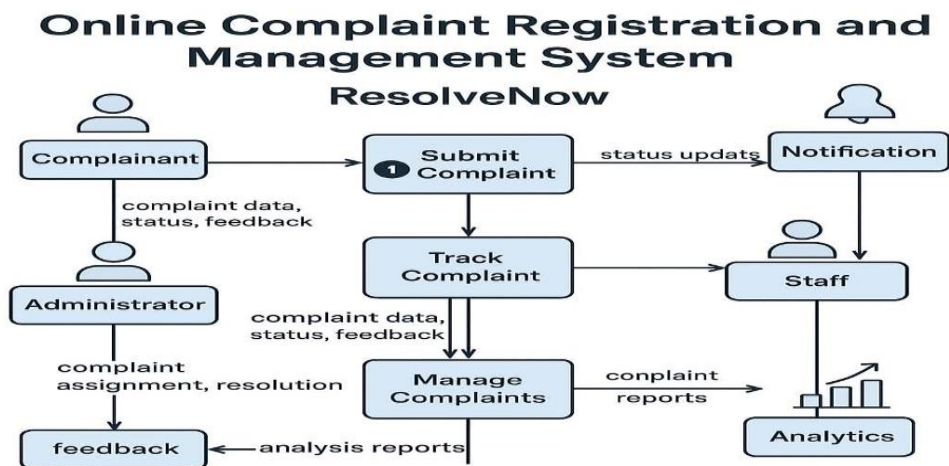 Online Complaint Registration and
Management System
ResolveNow
Complainant
1
Submit
Complaint
status updats
Notification
complaint data,
status, feedback
Track
Complaint
Staff
Administrator
complaint data,
status, feedback
complaint
assignment, resolution
Manage
Complaints
conplaint
reports
feedback
analysis reports
Analytics